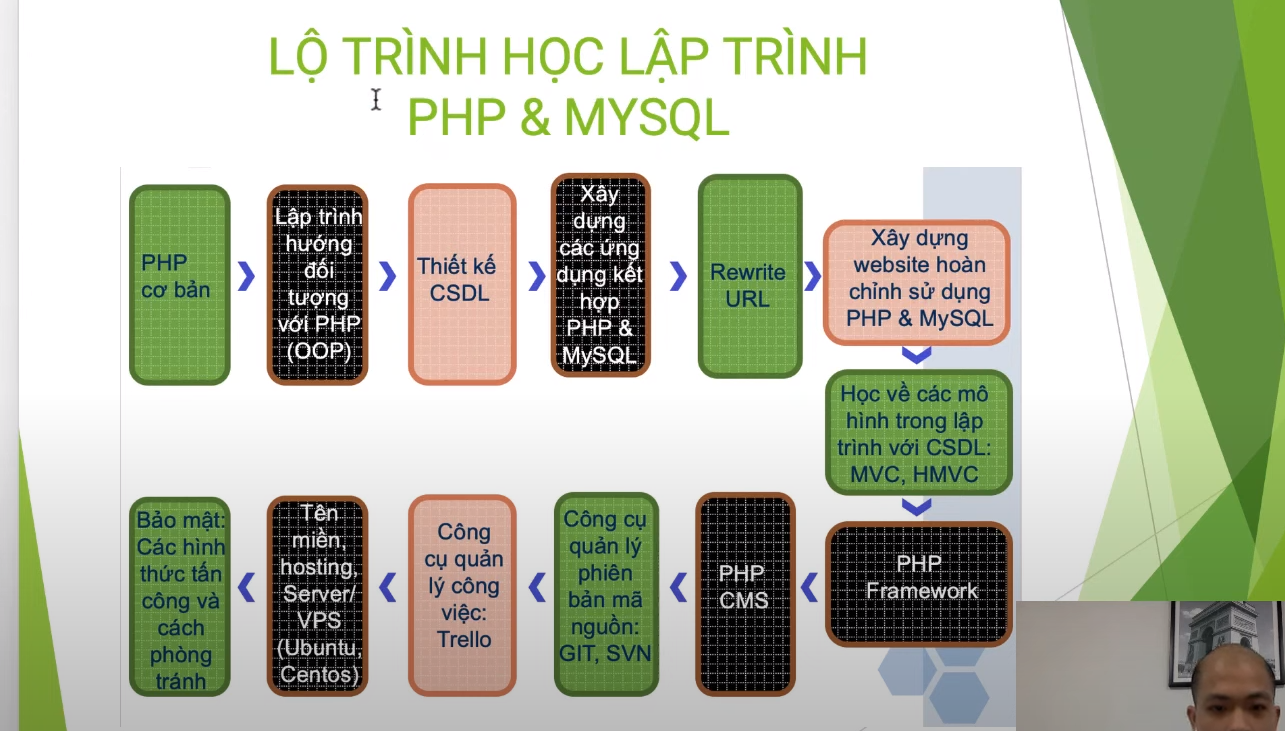 LỘ TRÌNH HỌC LẬP TRÌNH
PHP & MYSQL
PHP
cơ bản
Lập trình
hướng
đối
tượng
với PHP
(OOP)
Thiết kế
CSDL
Xây
dựng
các ứng
dụng kết
hợp
PHP &
MySQL
Rewrite
URL
Xây dựng
website hoàn
chỉnh sử dụng
PHP & MySQL
Học về các mô
hình trong lập
trình với CSDL:
MVC, HMVC
PHP
Framework
PHP
CMS
Công cụ
quản lý
phiên
bản mã
nguồn:
GIT, SVN
Công
cụ quản
lý công
việc:
Trello
Tên
miền,
hosting,
Server/
VPS
(Ubuntu,
Centos)
Bảo mật:
Các hình
thức tấn
công và
cách
phòng
tránh